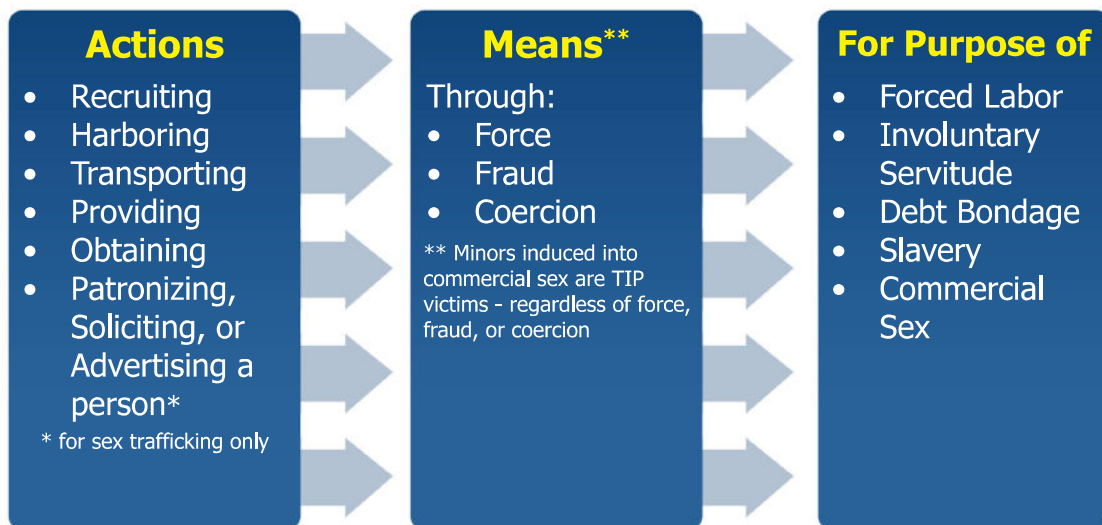 Actions
• Recruiting
• Harboring
• Transporting
• Providing
• Obtaining
• Patronizing,
Soliciting, or
Advertising a
person*
* for sex trafficking only
Means**
Through:
• Force
• Fraud
• Coercion
** Minors induced into
commercial sex are TIP
victims - regardless of force,
fraud, or coercion
For Purpose of
• Forced Labor
• Involuntary
Servitude
• Debt Bondage
• Slavery
• Commercial
Sex